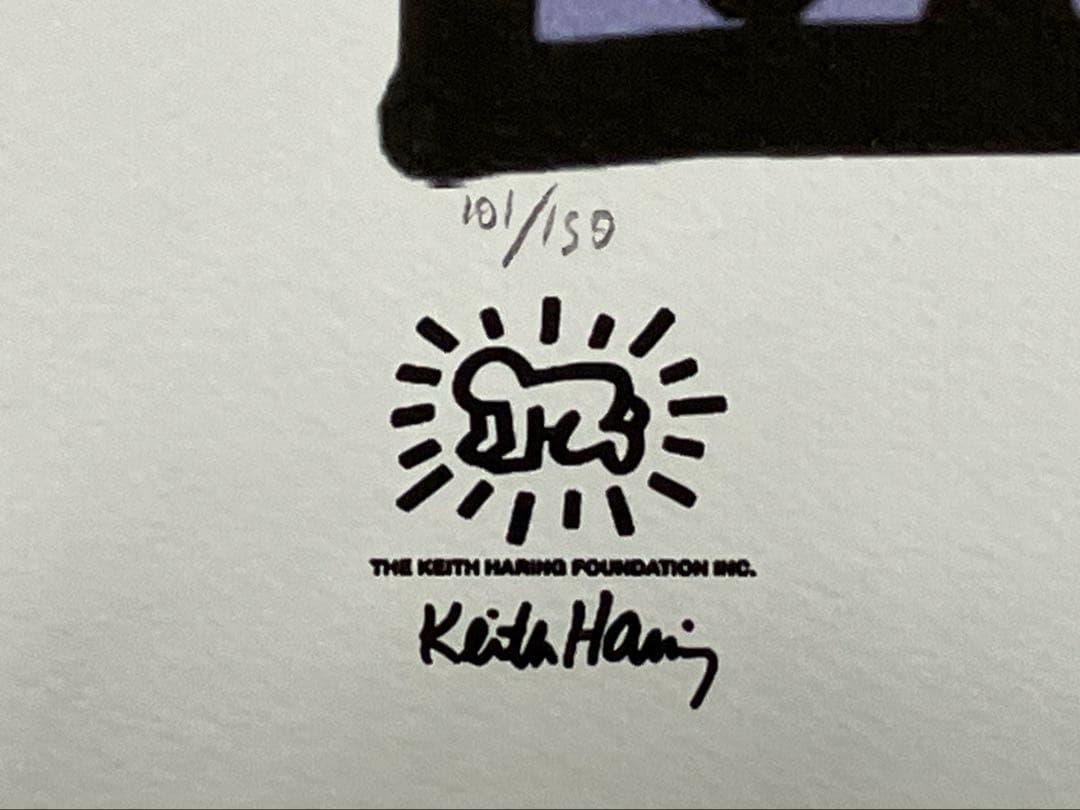 101/150
THE KEITH HARING FOUNDATION INC.
Keith Haring